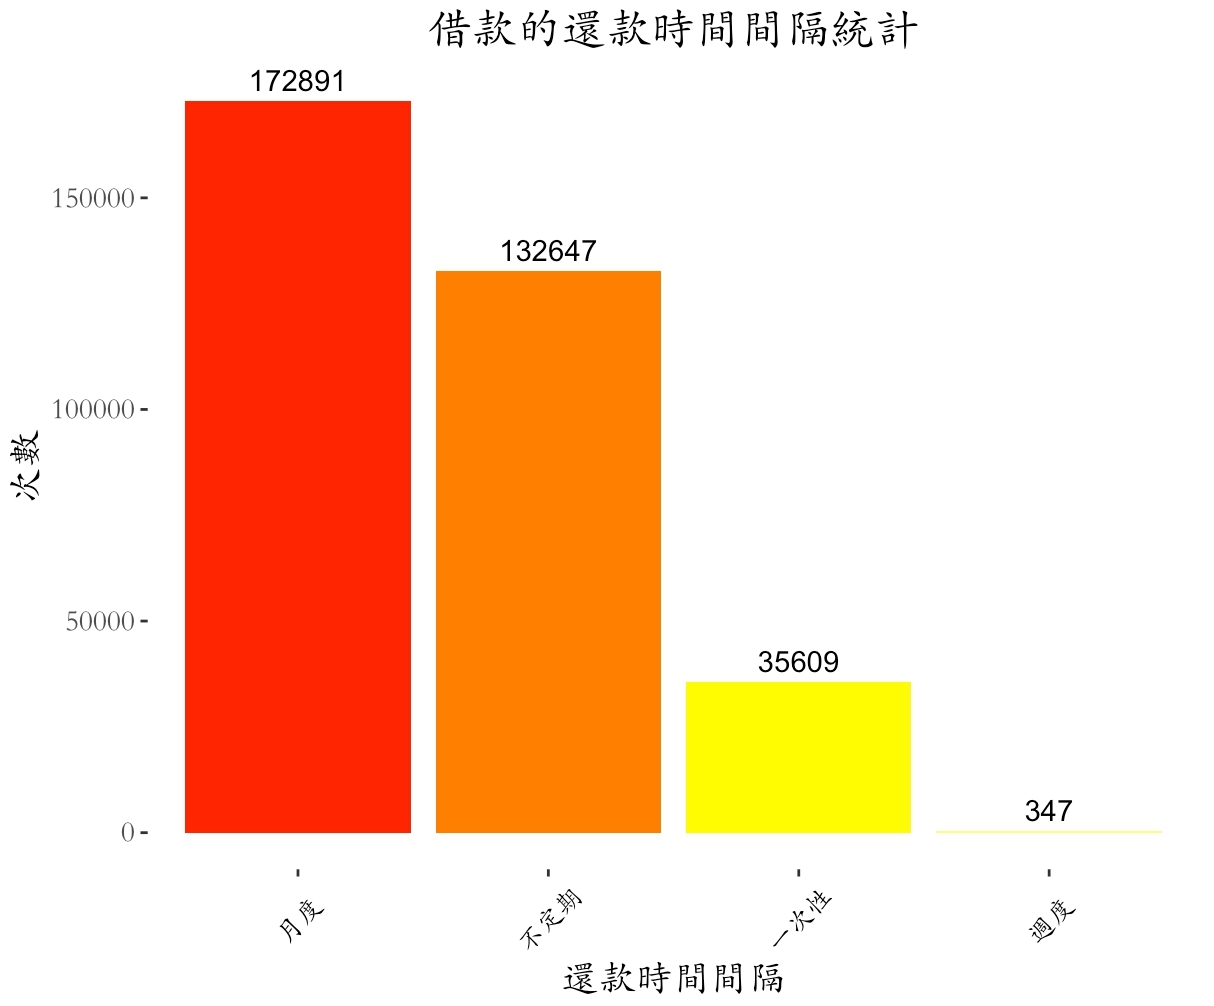 借款的還款時間間隔統計
172891
132647
35609
347
150000
100000
50000
0
次數
月度
不定期
一次性
週度
還款時間間隔